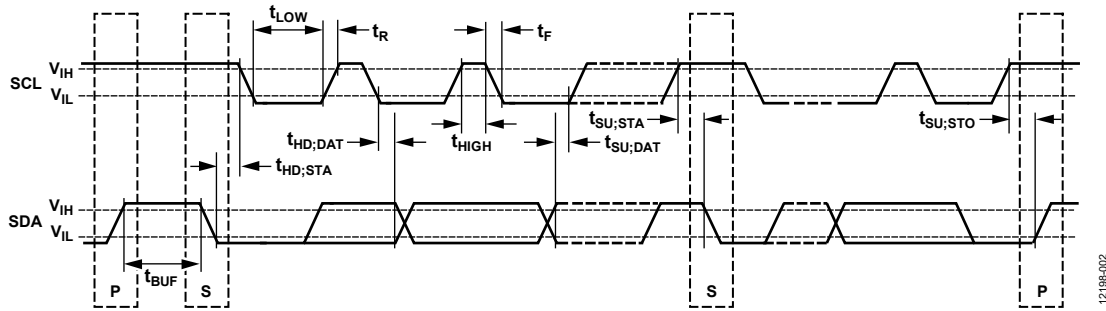 tLOW
tR
tF
SCL
VIH
VIL
tHD;DAT
tHIGH
tSU;STA
tSU;DAT
tSU;STO
tHD;STA
SDA
VIH
VIL
tBUF
P
S
S
P
12198-002